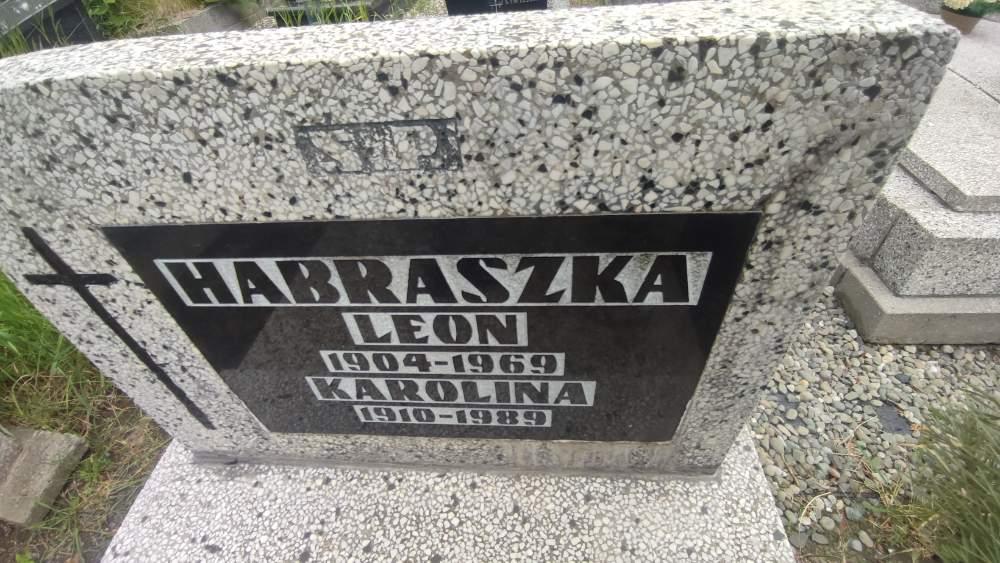 Ś.P.
HABRASZKA
LEON
1904-1969
KAROLINA
1910-1989